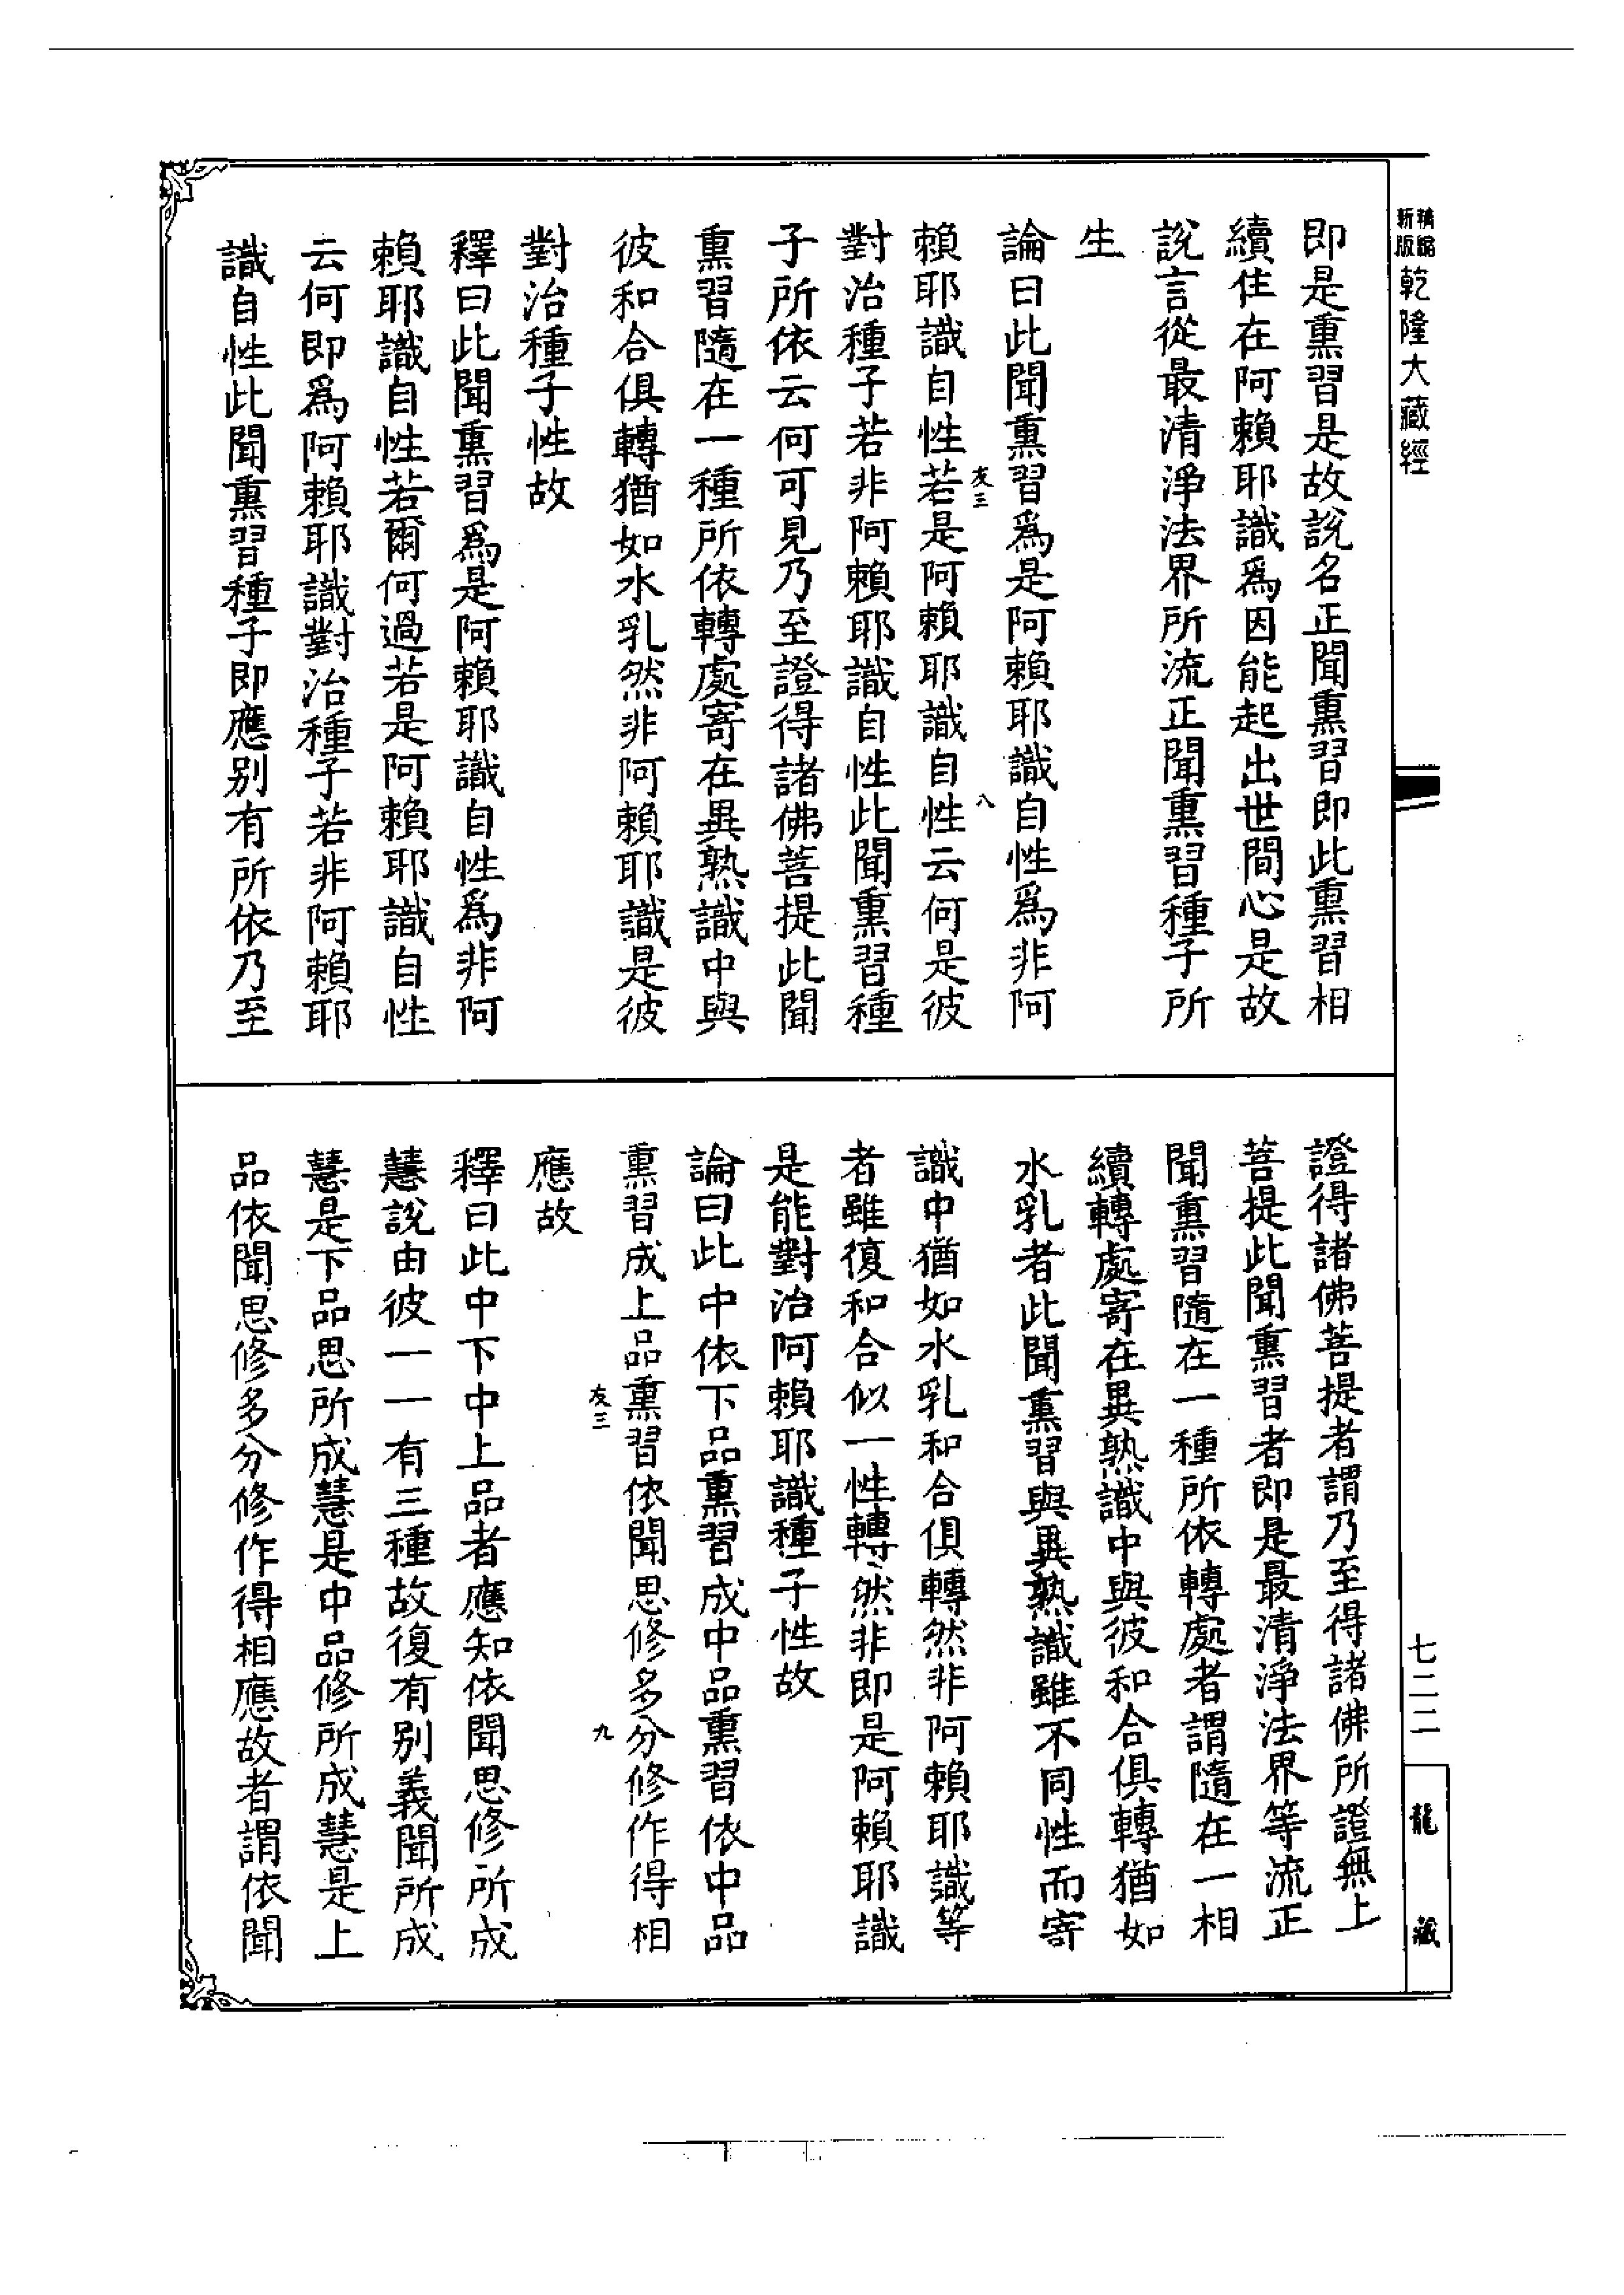 精縮新版乾隆大藏經
即是熏習是故說名正聞熏習即此熏習相
續住在阿賴耶識爲因能起出世間心是故
說言從最清淨法界所流正聞熏習種子所
生
論曰此聞熏習爲是阿賴耶識自性爲非阿
友三 八
賴耶識自性若是阿賴耶識自性云何是彼
對治種子若非阿賴耶識自性此聞熏習種
子所依云何可見乃至證得諸佛菩提此聞
熏習隨在一種所依轉處寄在異熟識中與
彼和合俱轉猶如水乳然非阿賴耶識是彼
對治種子性故
釋曰此聞熏習爲是阿賴耶識自性爲非阿
賴耶識自性若爾何過若是阿賴耶識自性
云何即爲阿賴耶識對治種子若非阿賴耶
識自性此聞熏習種子即應別有所依乃至
證得諸佛菩提者謂乃至得諸佛所證無上
菩提此聞熏習者即是最清淨法界等流正
聞熏習隨在一種所依轉處者謂隨在一相
續轉處寄在異熟識中與彼和合俱轉猶如
水乳者此聞熏習與異熟識雖不同性而寄
識中猶如水乳和合俱轉然非阿賴耶識等
者雖復和合似一性轉然非即是阿賴耶識
是能對治阿賴耶識種子性故
論曰此中依下品熏習成中品熏習依中品
熏習成上品熏習依聞思修多分修作得相
友三 九
應故
釋曰此中下中上品者應知依聞思修所成
慧說由彼一一有三種故復有別義聞所成
慧是下品思所成慧是中品修所成慧是上
品依聞思修多分修作得相應故者謂依聞
七二二
龍藏